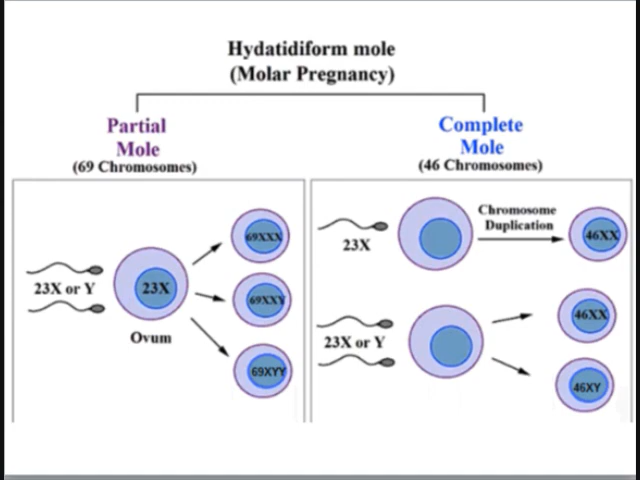 Hydatidiform mole
(Molar Pregnancy)
Partial
Mole
(69 Chromosomes)
Complete
Mole
(46 Chromosomes)
23X or Y
23X
Ovum
69XXX
69XXY
69XYY
23X
Chromosome
Duplication
46XX
23X or Y
46XX
46XY